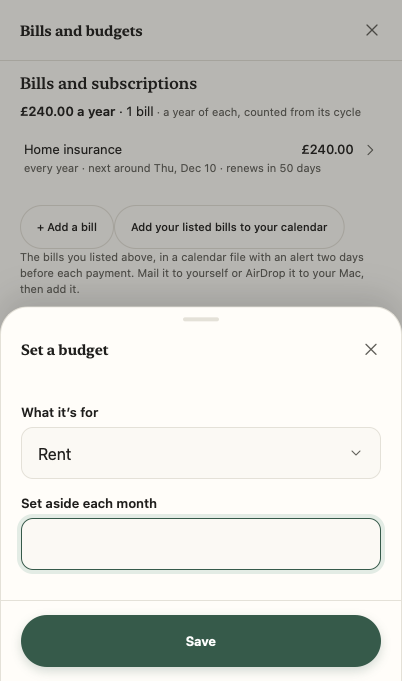 Bills and budgets
Bills and subscriptions
£240.00 a year · 1 bill · a year of each, counted from its cycle
Home insurance £240.00
every year · next around Thu, Dec 10 · renews in 50 days
+ Add a bill Add your listed bills to your calendar
The bills you listed above, in a calendar file with an alert two days
before each payment. Mail it to yourself or AirDrop it to your Mac,
then add it.
Set a budget
What it's for
Rent
Set aside each month
Save